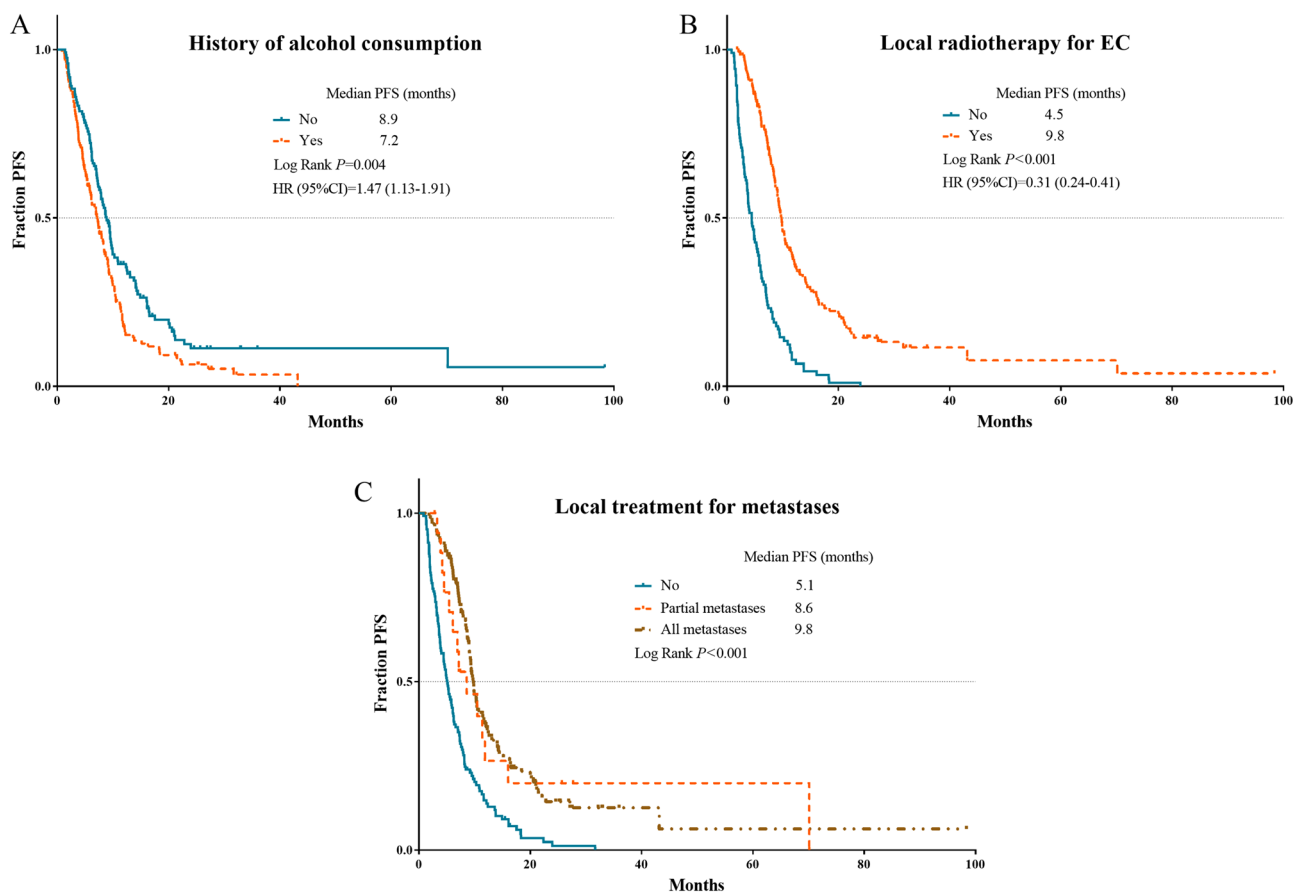 A
History of alcohol consumption
Median PFS (months)
No 8.9
Yes 7.2
Log Rank P=0.004
HR (95%CI)=1.47 (1.13-1.91)
Fraction PFS
1.0
0.5
0.0
0 20 40 60 80 100
Months
B
Local radiotherapy for EC
Median PFS (months)
No 4.5
Yes 9.8
Log Rank P<0.001
HR (95%CI)=0.31 (0.24-0.41)
Fraction PFS
1.0
0.5
0.0
0 20 40 60 80 100
Months
C
Local treatment for metastases
Median PFS (months)
No 5.1
Partial metastases 8.6
All metastases 9.8
Log Rank P<0.001
Fraction PFS
1.0
0.5
0.0
0 20 40 60 80 100
Months